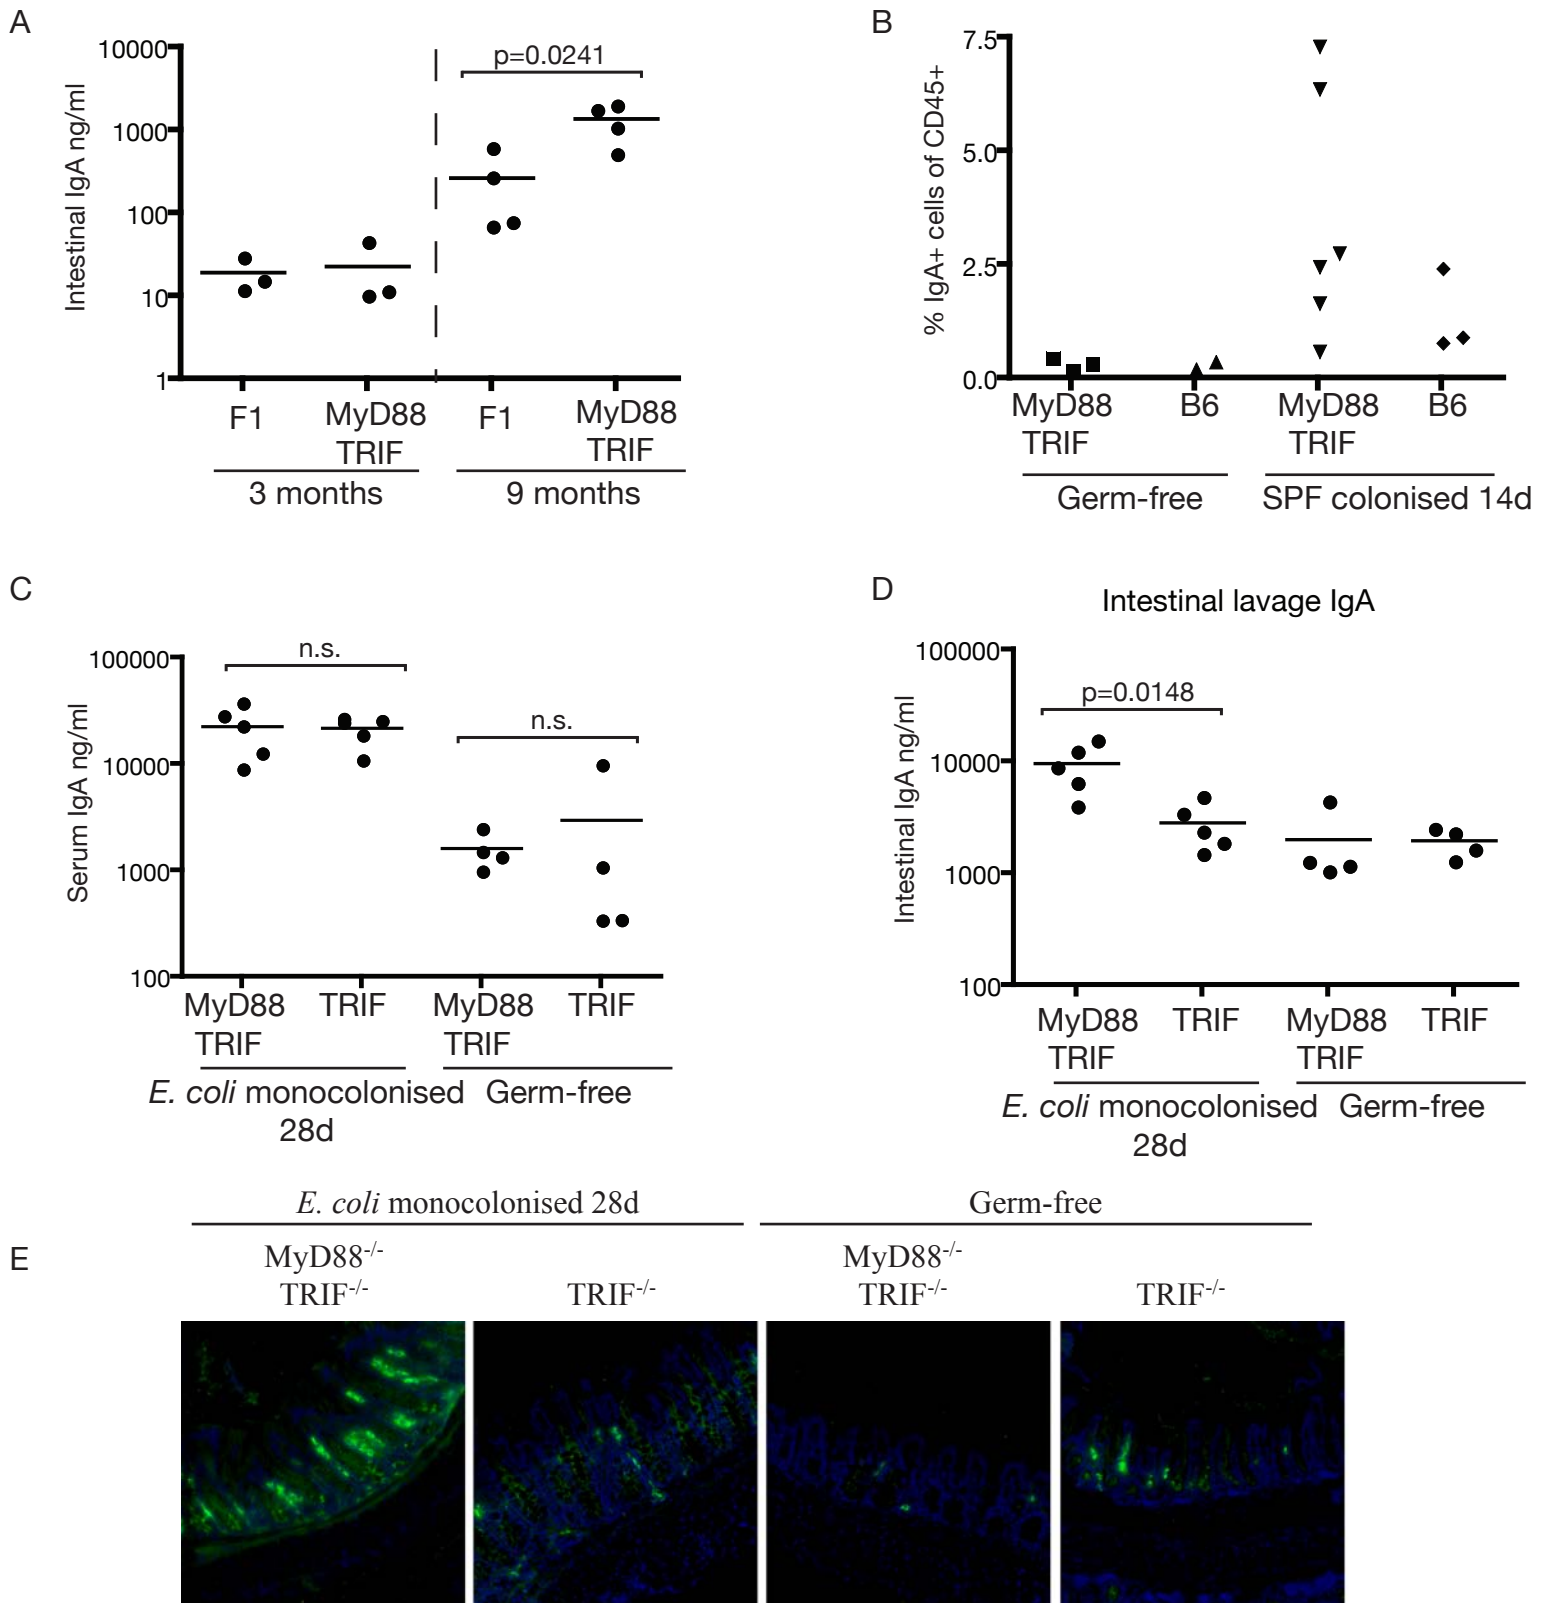 A
Intestinal IgA ng/ml
10000
1000
100
10
1
p=0.0241
F1
MyD88
TRIF
F1
MyD88
TRIF
3 months
9 months
B
% IgA+ cells of CD45+
7.5
5.0
2.5
0.0
MyD88
TRIF
B6
MyD88
TRIF
B6
Germ-free
SPF colonised 14d
C
Serum IgA ng/ml
100000
10000
1000
100
n.s.
n.s.
MyD88
TRIF
TRIF
MyD88
TRIF
TRIF
E. coli monocolonised
28d
Germ-free
D
Intestinal lavage IgA
Intestinal IgA ng/ml
100000
10000
1000
100
p=0.0148
MyD88
TRIF
TRIF
MyD88
TRIF
TRIF
E. coli monocolonised
28d
Germ-free
E. coli monocolonised 28d
Germ-free
E
MyD88-/-
TRIF-/-
TRIF-/-
MyD88-/-
TRIF-/-
TRIF-/-